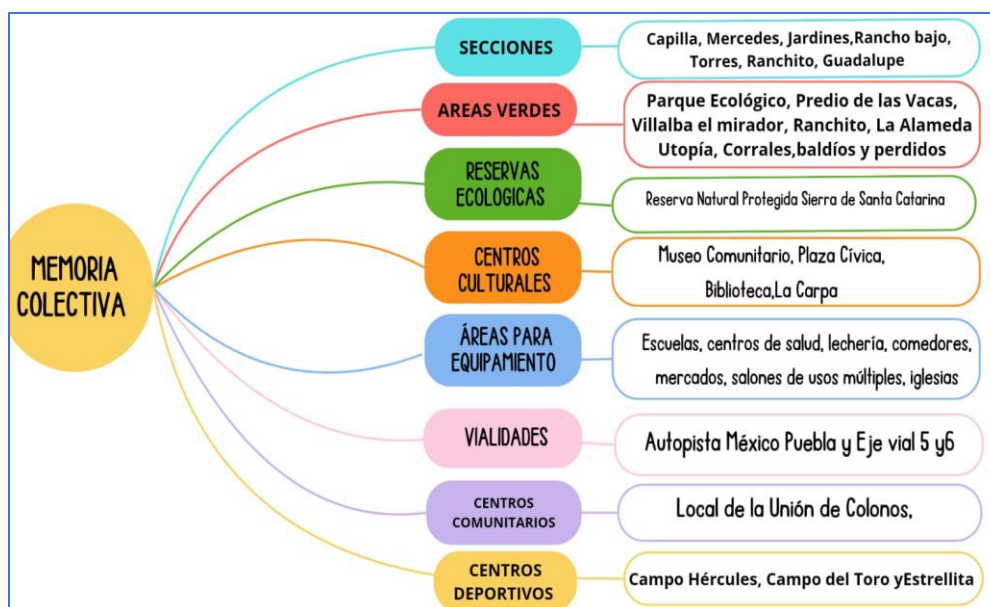 MEMORIA
COLECTIVA
SECCIONES
Capilla, Mercedes, Jardines,Rancho bajo,
Torres, Ranchito, Guadalupe
AREAS VERDES
Parque Ecológico, Predio de las Vacas,
Villalba el mirador, Ranchito, La Alameda
Utopía, Corrales,baldíos y perdidos
RESERVAS
ECOLOGICAS
Reserva Natural Protegida Sierra de Santa Catarina
CENTROS
CULTURALES
Museo Comunitario, Plaza Cívica,
Biblioteca,La Carpa
ÁREAS PARA
EQUIPAMIENTO
Escuelas, centros de salud, lechería, comedores,
mercados, salones de usos múltiples, iglesias
VIALIDADES
Autopista México Puebla y Eje vial 5 y6
CENTROS
COMUNITARIOS
Local de la Unión de Colonos,
CENTROS
DEPORTIVOS
Campo Hércules, Campo del Toro yEstrellita